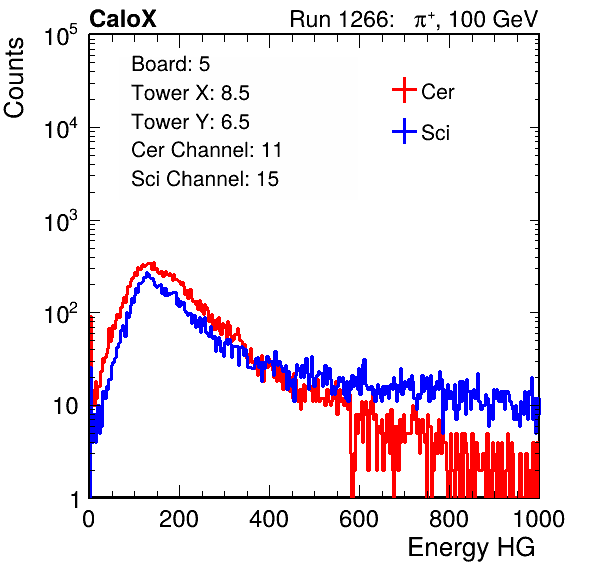 CaloX Run 1266: π⁺, 100 GeV
Counts
10⁵
10⁴
10³
10²
10
1
Board: 5
Tower X: 8.5
Tower Y: 6.5
Cer Channel: 11
Sci Channel: 15
Cer
Sci
0 200 400 600 800 1000
Energy HG